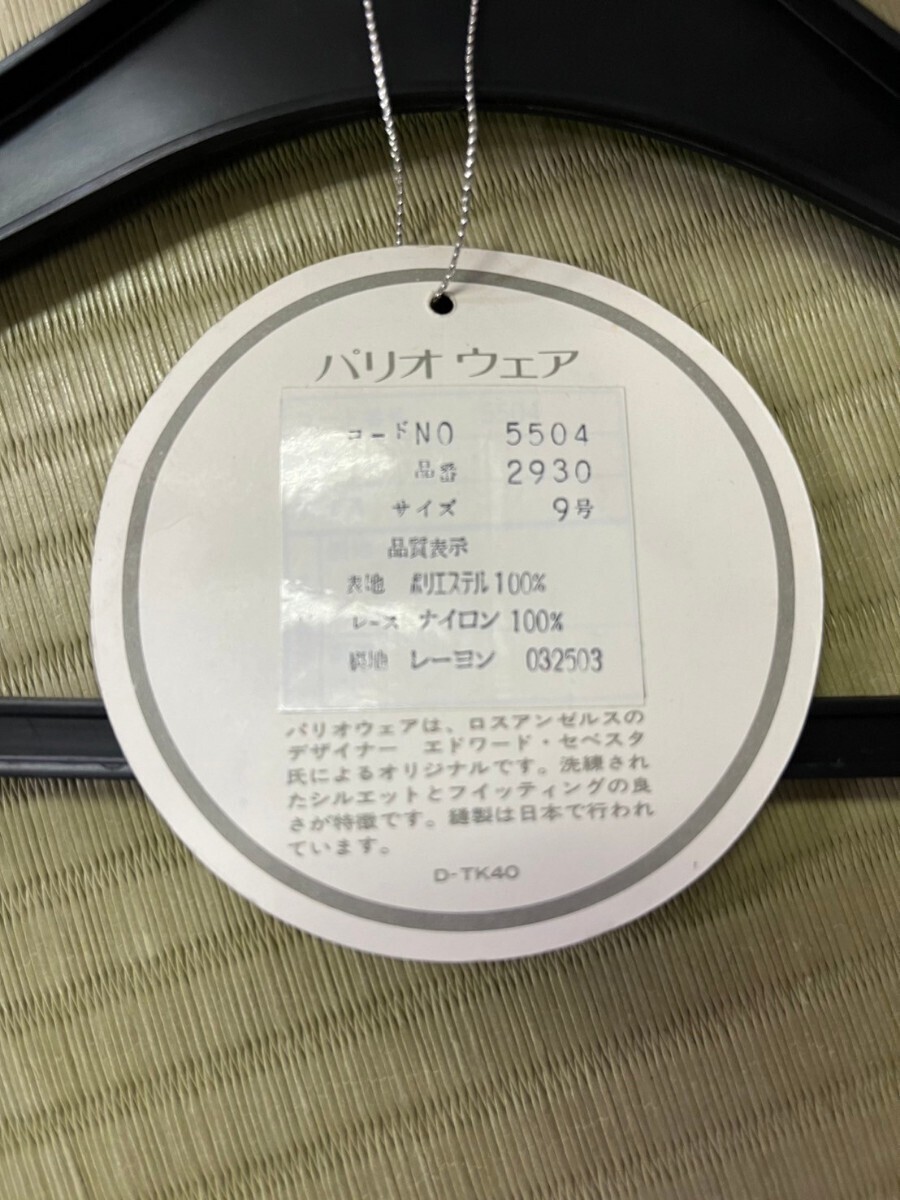 パリオ ウェア
コードNO 5504
品番 2930
サイズ 9号
品質表示
表地 ポリエステル 100%
レース ナイロン 100%
裏地 レーヨン 032503
パリオウェアは、ロスアンゼルスの
デザイナー エドワード・セベスタ
氏によるオリジナルです。洗練され
たシルエットとフイッティングの良
さが特徴です。縫製は日本で行われ
ています。
D-TK40